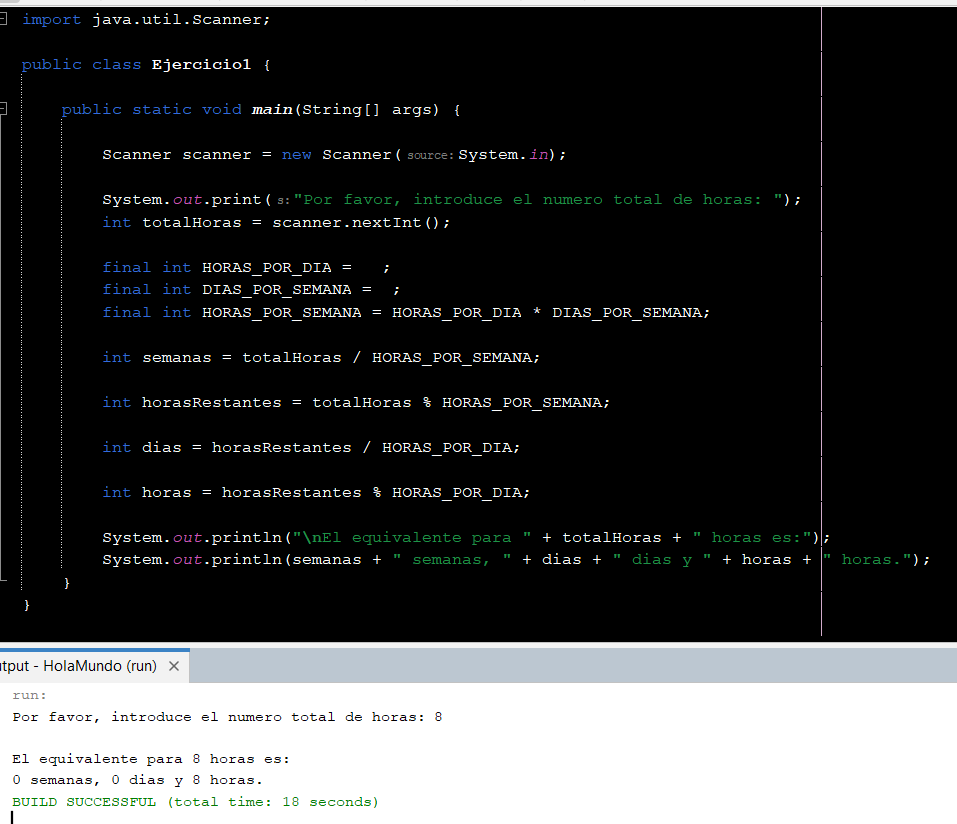 import java.util.Scanner;
public class Ejercicio1 {
public static void main(String[] args) {
Scanner scanner = new Scanner( source: System.in);
System.out.print( s: "Por favor, introduce el numero total de horas: ");
int totalHoras = scanner.nextInt();
final int HORAS_POR_DIA =   ;
final int DIAS_POR_SEMANA =  ;
final int HORAS_POR_SEMANA = HORAS_POR_DIA * DIAS_POR_SEMANA;
int semanas = totalHoras / HORAS_POR_SEMANA;
int horasRestantes = totalHoras % HORAS_POR_SEMANA;
int dias = horasRestantes / HORAS_POR_DIA;
int horas = horasRestantes % HORAS_POR_DIA;
System.out.println("\nEl equivalente para " + totalHoras + " horas es:");
System.out.println(semanas + " semanas, " + dias + " dias y " + horas + " horas.");
}
}
utput - HolaMundo (run) ×
run:
Por favor, introduce el numero total de horas: 8
El equivalente para 8 horas es:
0 semanas, 0 dias y 8 horas.
BUILD SUCCESSFUL (total time: 18 seconds)